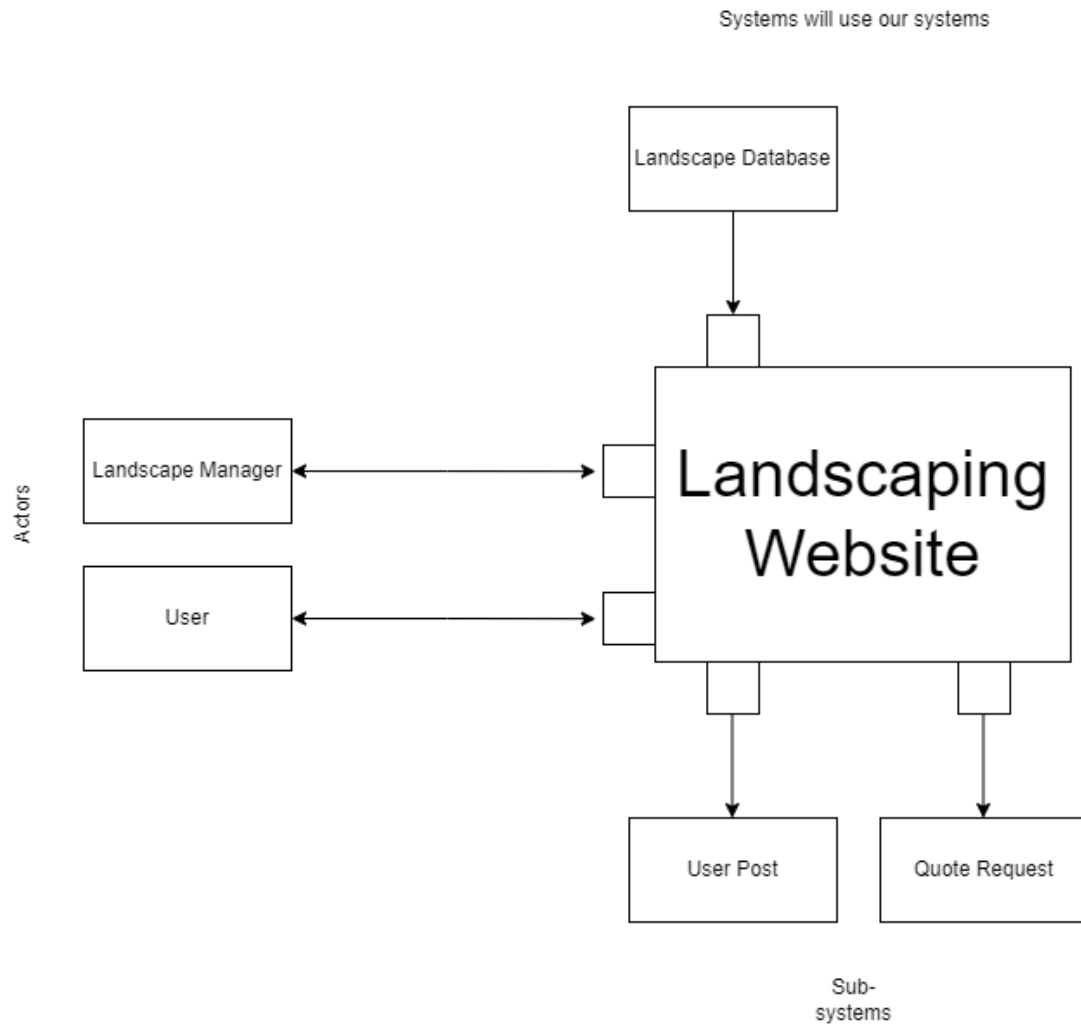 Systems will use our systems
Landscape Database
Landscape Manager
Landscaping
Website
Actors
User
User Post
Quote Request
Sub-
systems